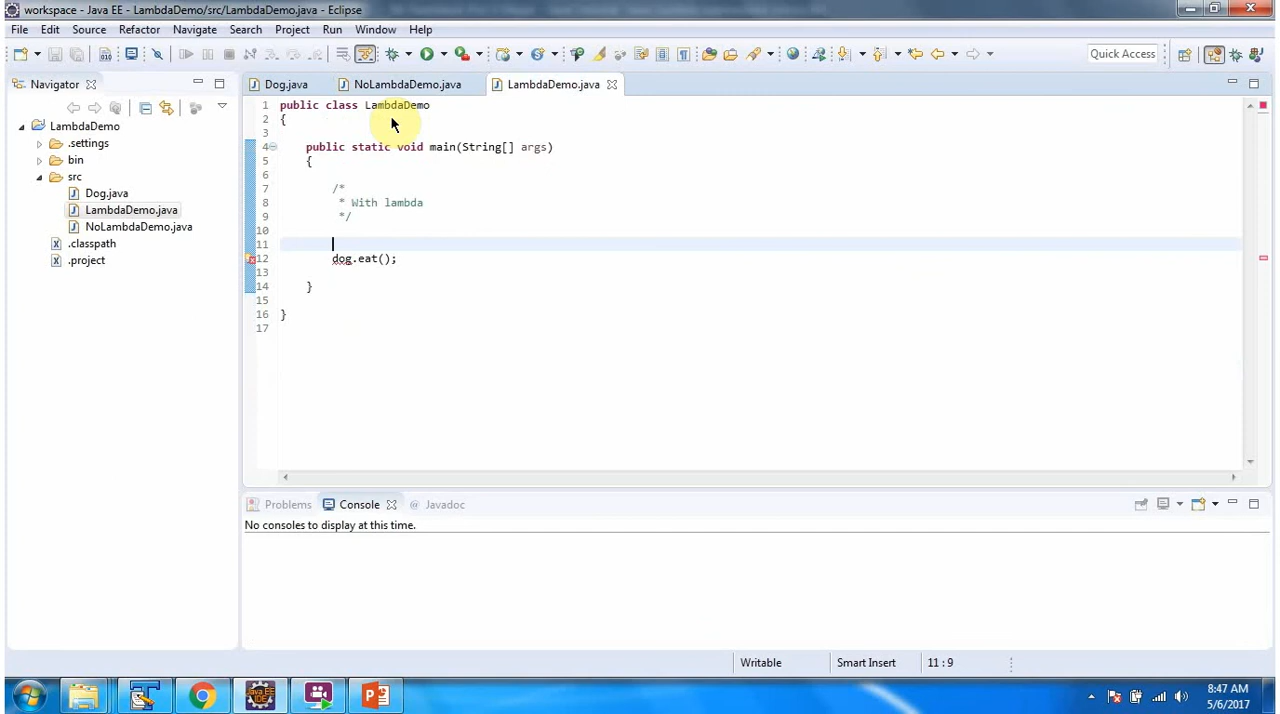 workspace - Java EE - LambdaDemo/src/LambdaDemo.java - Eclipse
File Edit Source Refactor Navigate Search Project Run Window Help
Quick Access
Navigator
Dog.java
NoLambdaDemo.java
LambdaDemo.java
LambdaDemo
.settings
bin
src
Dog.java
LambdaDemo.java
NoLambdaDemo.java
.classpath
.project
1 public class LambdaDemo
2 {
3
4 public static void main(String[] args)
5 {
6
7 /*
8 * With lambda
9 */
10
11
12 dog.eat();
13
14 }
15
16 }
17
Problems
Console
@ Javadoc
No consoles to display at this time.
Writable
Smart Insert
11 : 9
Java EE
IDE
8:47 AM
5/6/2017